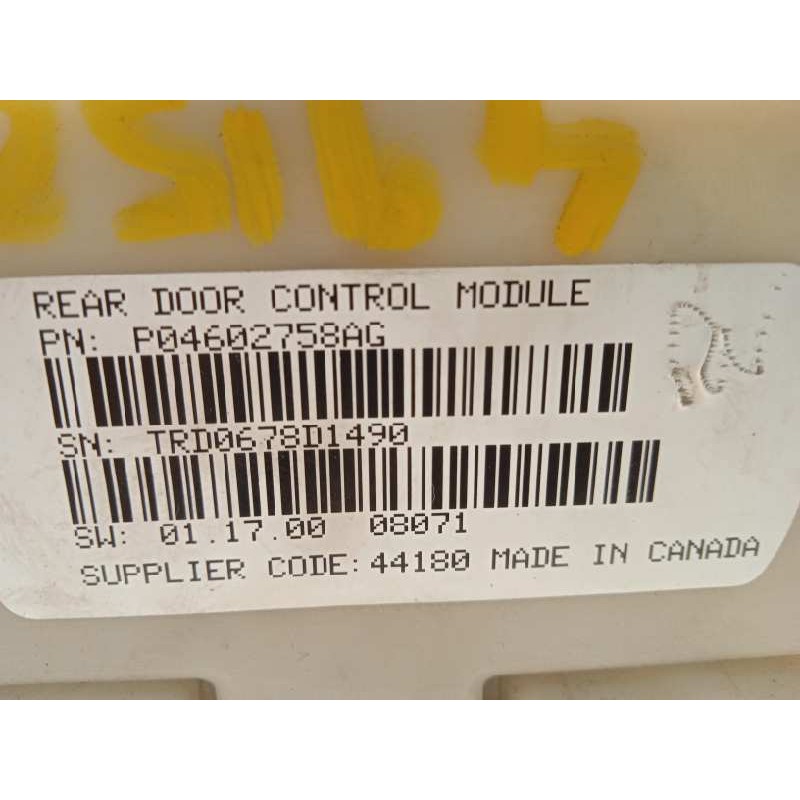 REAR DOOR CONTROL MODULE
PN: P04602758AG
SN: TRD0678D1490
SW: 01.17.00 08071
SUPPLIER CODE: 44180 MADE IN CANADA